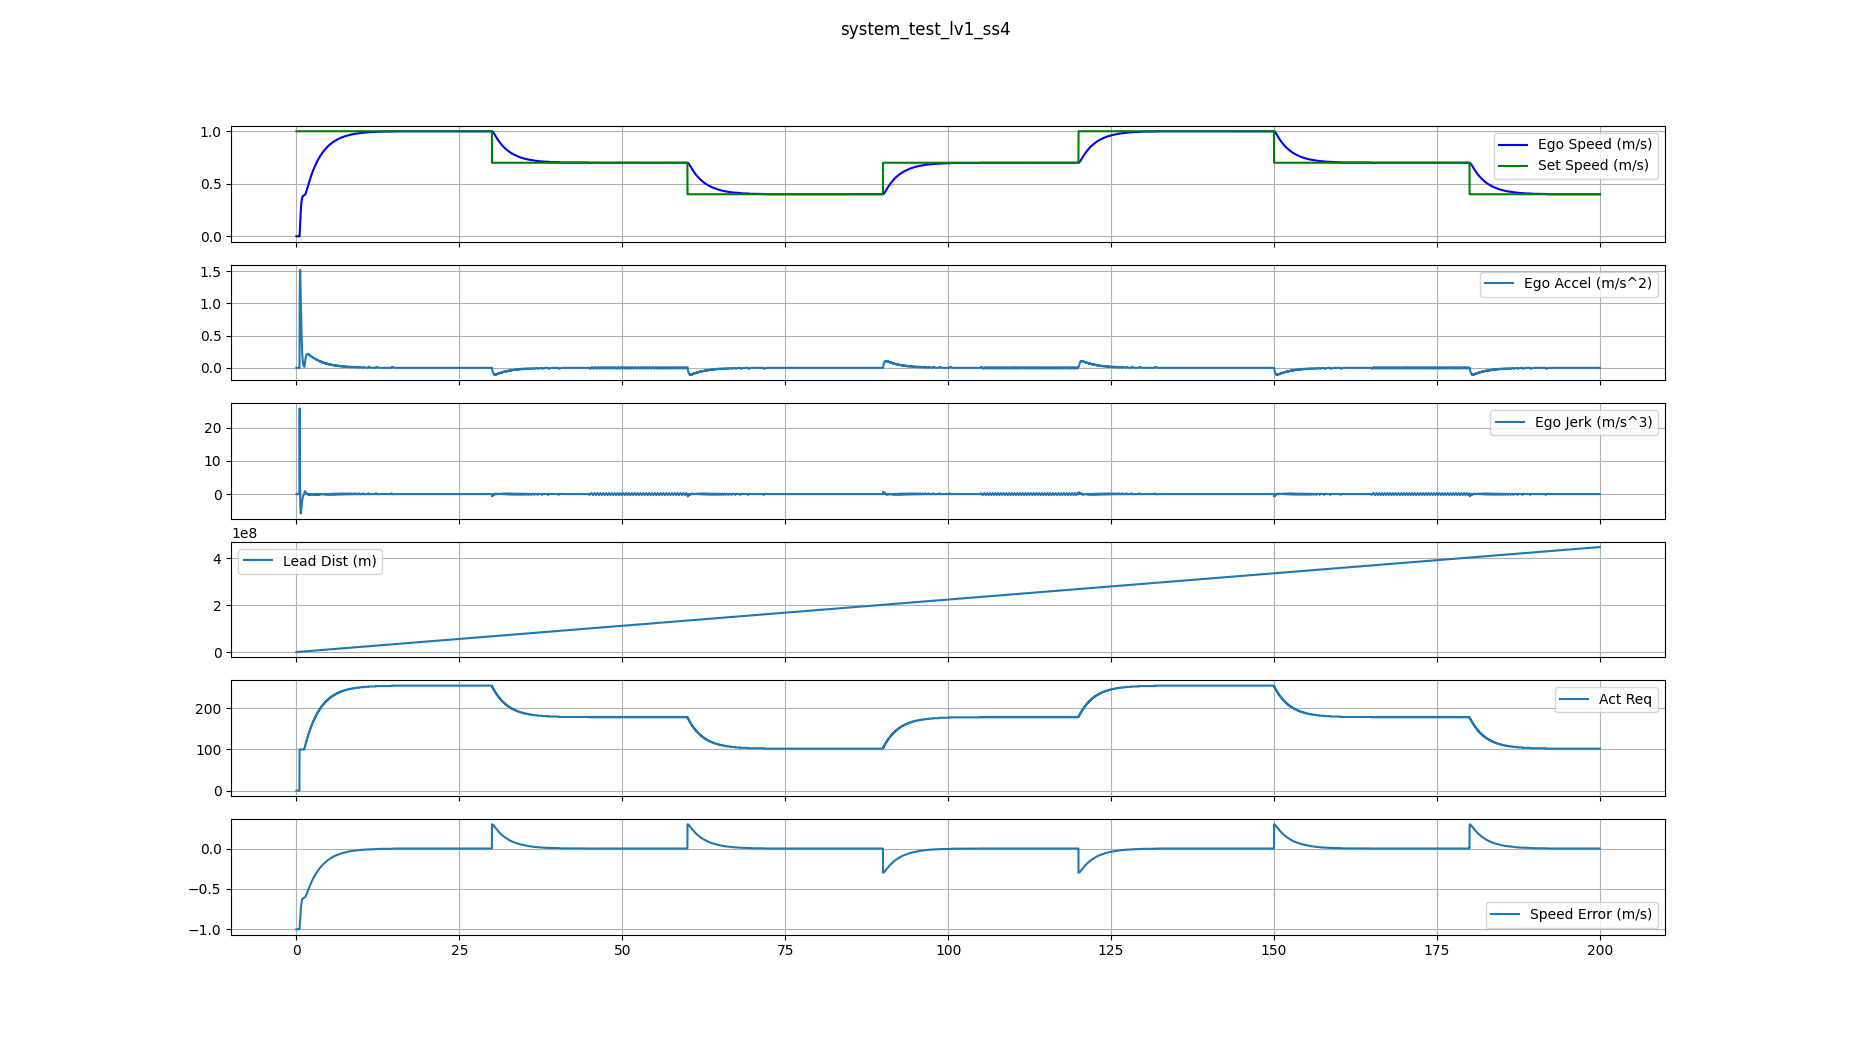 system_test_lv1_ss4
1.0
0.5
0.0
Ego Speed (m/s)
Set Speed (m/s)
1.5
1.0
0.5
0.0
Ego Accel (m/s^2)
20
10
0
Ego Jerk (m/s^3)
1e8
4
2
0
Lead Dist (m)
200
100
0
Act Req
0.0
−0.5
−1.0
Speed Error (m/s)
0 25 50 75 100 125 150 175 200